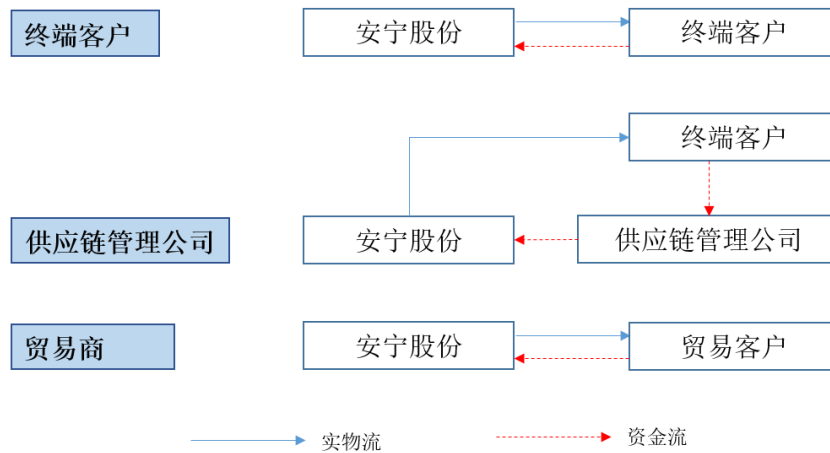 终端客户
安宁股份
终端客户
终端客户
供应链管理公司
安宁股份
供应链管理公司
贸易商
安宁股份
贸易客户
实物流
资金流